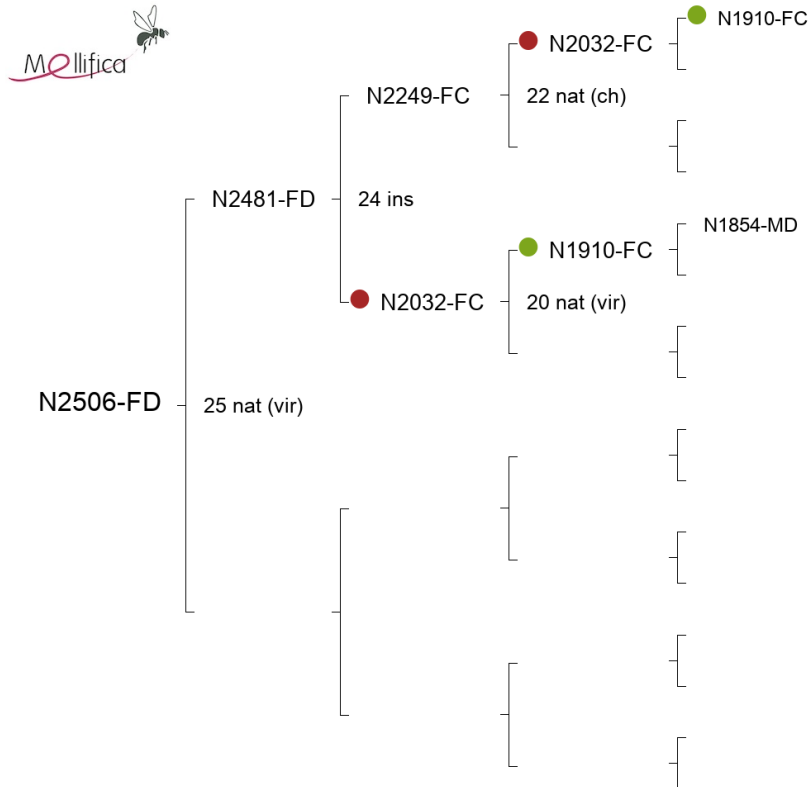 Mellifica
N1910-FC
N2032-FC
N2249-FC
22 nat (ch)
N2481-FD
24 ins
N1854-MD
N1910-FC
N2032-FC
20 nat (vir)
N2506-FD
25 nat (vir)